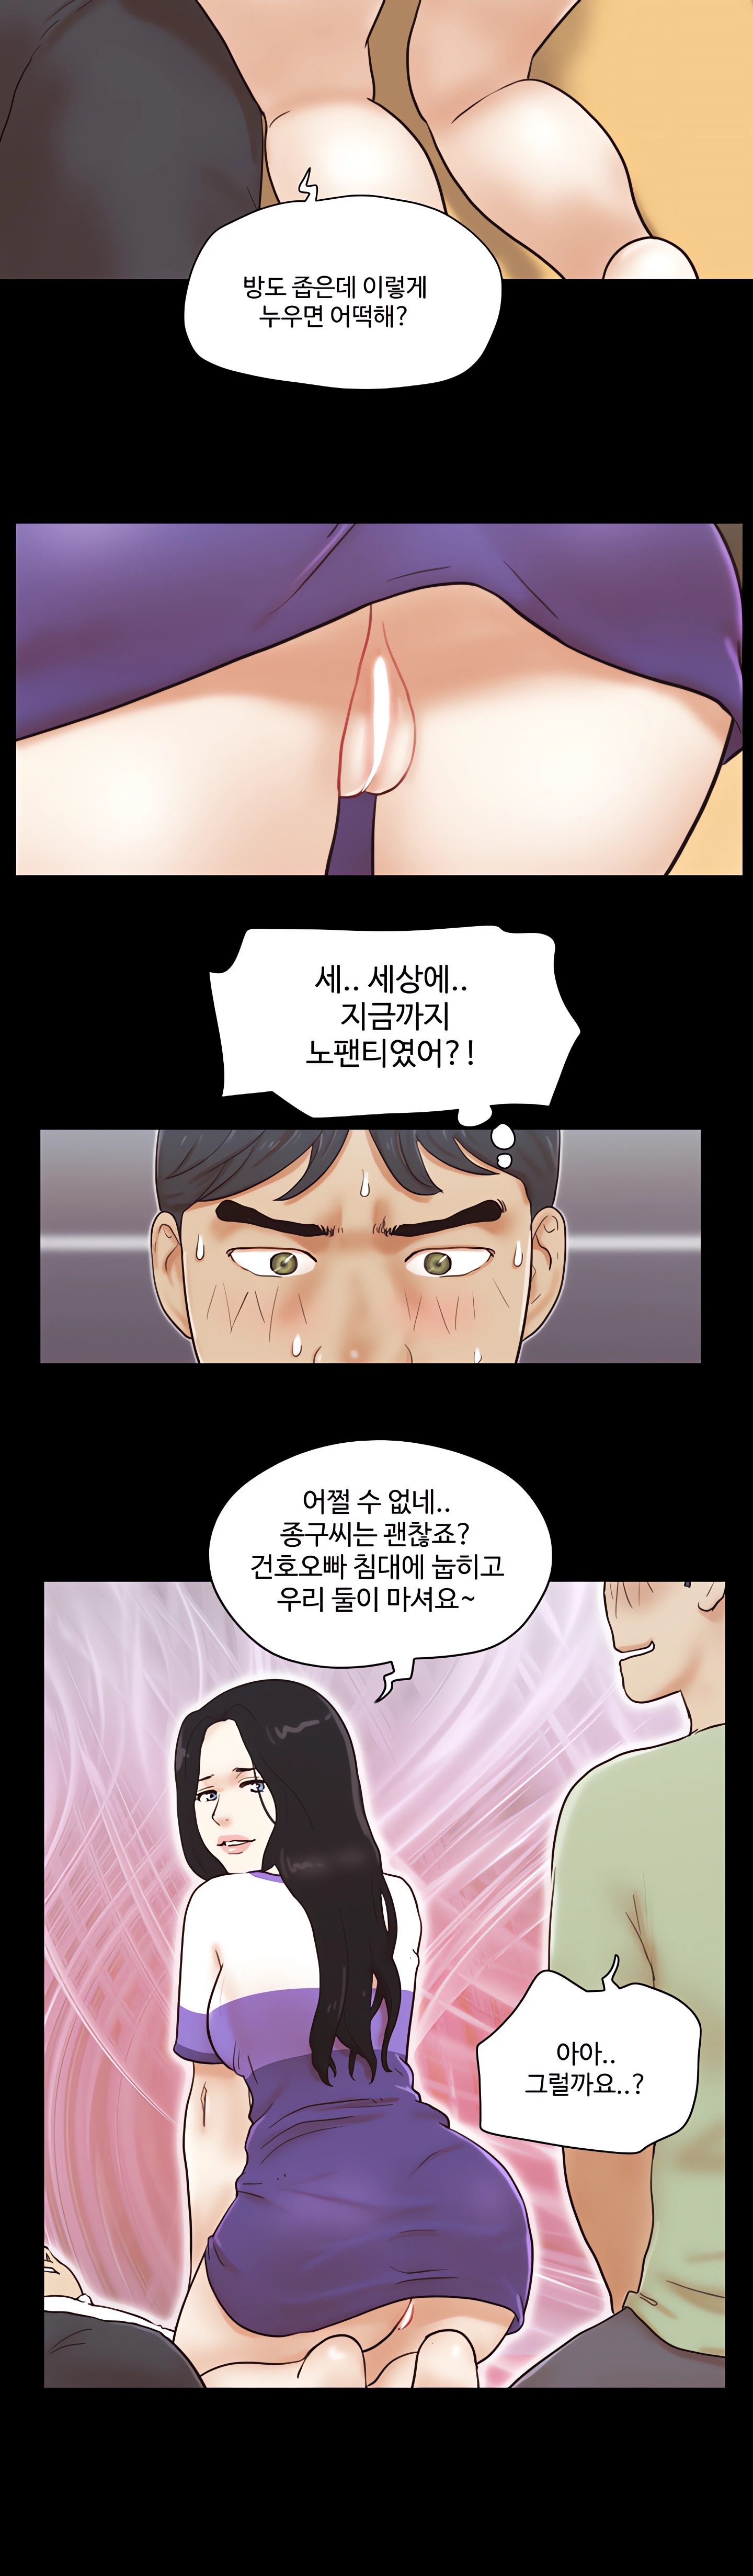 방도 좁은데 이렇게
누우면 어떡해?
세.. 세상에..
지금까지
노팬티였어?!
어쩔 수 없네..
종구씨는 괜찮죠?
건호오빠 침대에 눕히고
우리 둘이 마셔요~
아아..
그럴까요..?